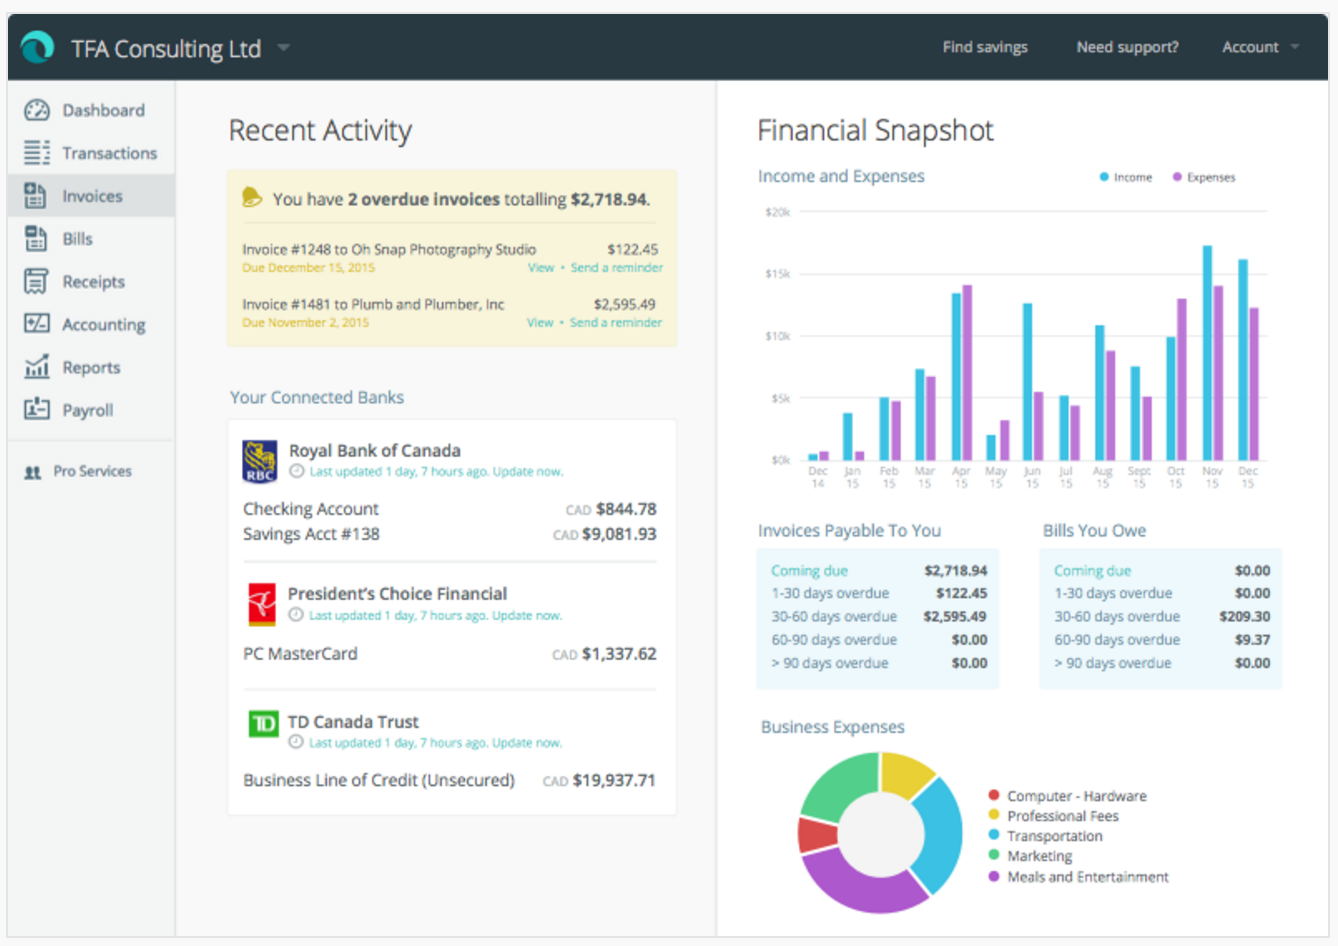 TFA Consulting Ltd
Find savings
Need support?
Account
Dashboard
Transactions
Invoices
Bills
Receipts
Accounting
Reports
Payroll
Pro Services
Recent Activity
You have 2 overdue invoices totalling $2,718.94.
Invoice #1248 to Oh Snap Photography Studio $122.45
Due December 15, 2015 View • Send a reminder
Invoice #1481 to Plumb and Plumber, Inc $2,595.49
Due November 2, 2015 View • Send a reminder
Your Connected Banks
RBC
Royal Bank of Canada
Last updated 1 day, 7 hours ago. Update now.
Checking Account CAD $844.78
Savings Acct #138 CAD $9,081.93
President's Choice Financial
Last updated 1 day, 7 hours ago. Update now.
PC MasterCard CAD $1,337.62
TD
TD Canada Trust
Last updated 1 day, 7 hours ago. Update now.
Business Line of Credit (Unsecured) CAD $19,937.71
Financial Snapshot
Income and Expenses
Income Expenses
$20k
$15k
$10k
$5k
$0k
Dec Jan Feb Mar Apr May Jun Jul Aug Sept Oct Nov Dec
14 15 15 15 15 15 15 15 15 15 15 15 15
Invoices Payable To You
Coming due $2,718.94
1-30 days overdue $122.45
30-60 days overdue $2,595.49
60-90 days overdue $0.00
> 90 days overdue $0.00
Bills You Owe
Coming due $0.00
1-30 days overdue $0.00
30-60 days overdue $209.30
60-90 days overdue $9.37
> 90 days overdue $0.00
Business Expenses
Computer - Hardware
Professional Fees
Transportation
Marketing
Meals and Entertainment